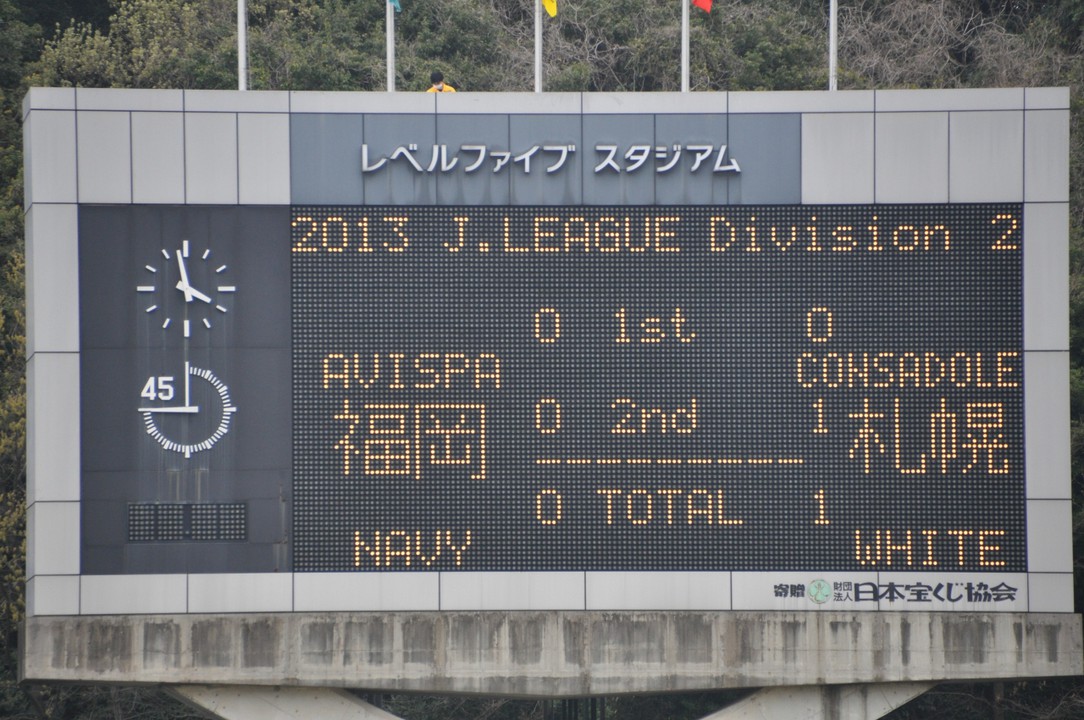 レベルファイブ スタジアム
2013 J.LEAGUE Division 2
0 1st 0
AVISPA CONSADOLE
45
福岡 0 2nd 1 札幌
0 TOTAL 1
NAVY WHITE
寄贈 財団法人 日本宝くじ協会